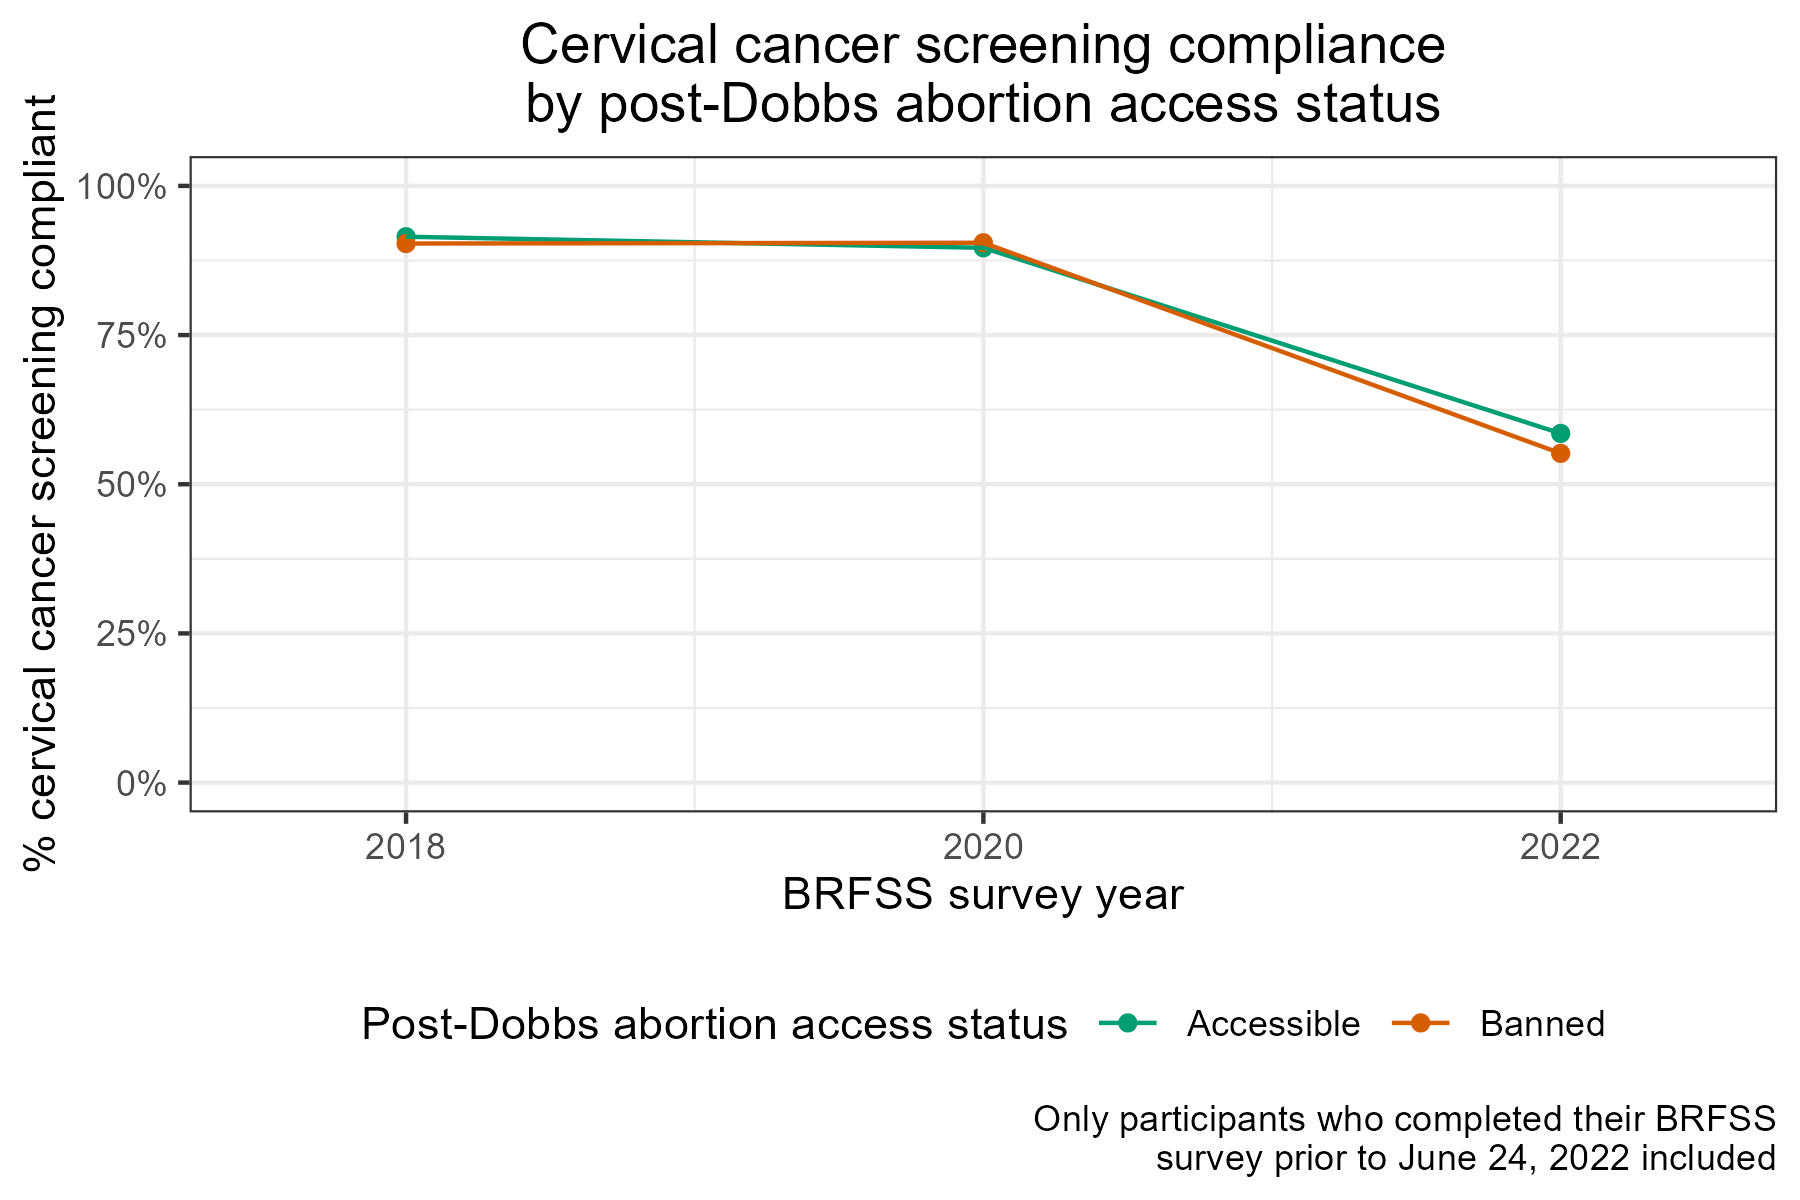 Cervical cancer screening compliance
by post-Dobbs abortion access status
% cervical cancer screening compliant
100%
75%
50%
25%
0%
2018 2020 2022
BRFSS survey year
Post-Dobbs abortion access status Accessible Banned
Only participants who completed their BRFSS
survey prior to June 24, 2022 included